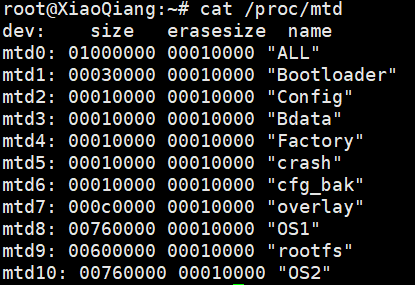 root@XiaoQiang:~# cat /proc/mtd
dev:    size   erasesize  name
mtd0: 01000000 00010000 "ALL"
mtd1: 00030000 00010000 "Bootloader"
mtd2: 00010000 00010000 "Config"
mtd3: 00010000 00010000 "Bdata"
mtd4: 00010000 00010000 "Factory"
mtd5: 00010000 00010000 "crash"
mtd6: 00010000 00010000 "cfg_bak"
mtd7: 000c0000 00010000 "overlay"
mtd8: 00760000 00010000 "OS1"
mtd9: 00600000 00010000 "rootfs"
mtd10: 00760000 00010000 "OS2"